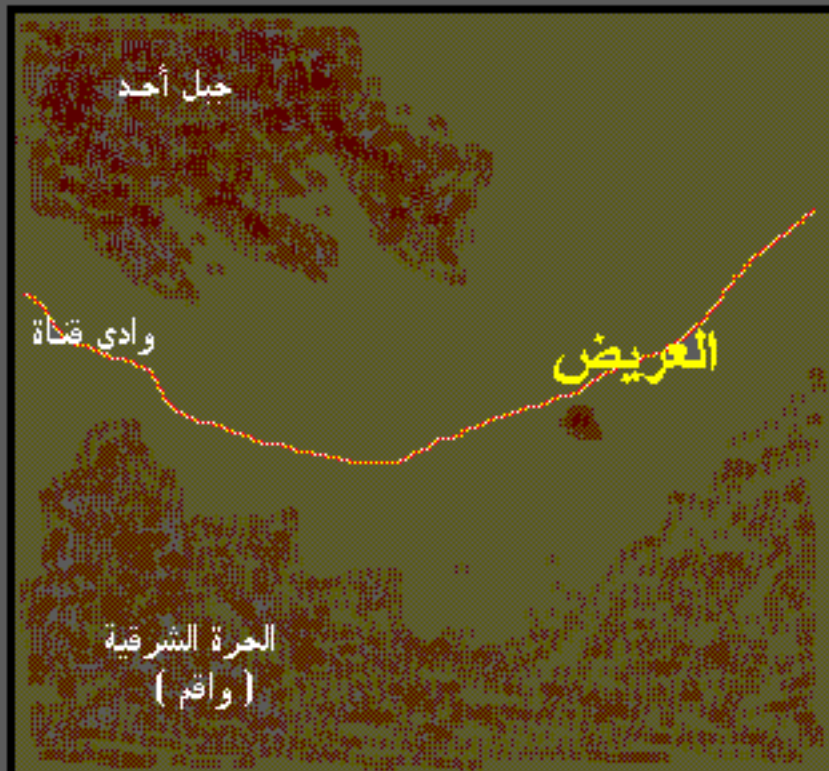 جبل أحد
وادي قناة
العريض
الحرة الشرقية
( واقم )